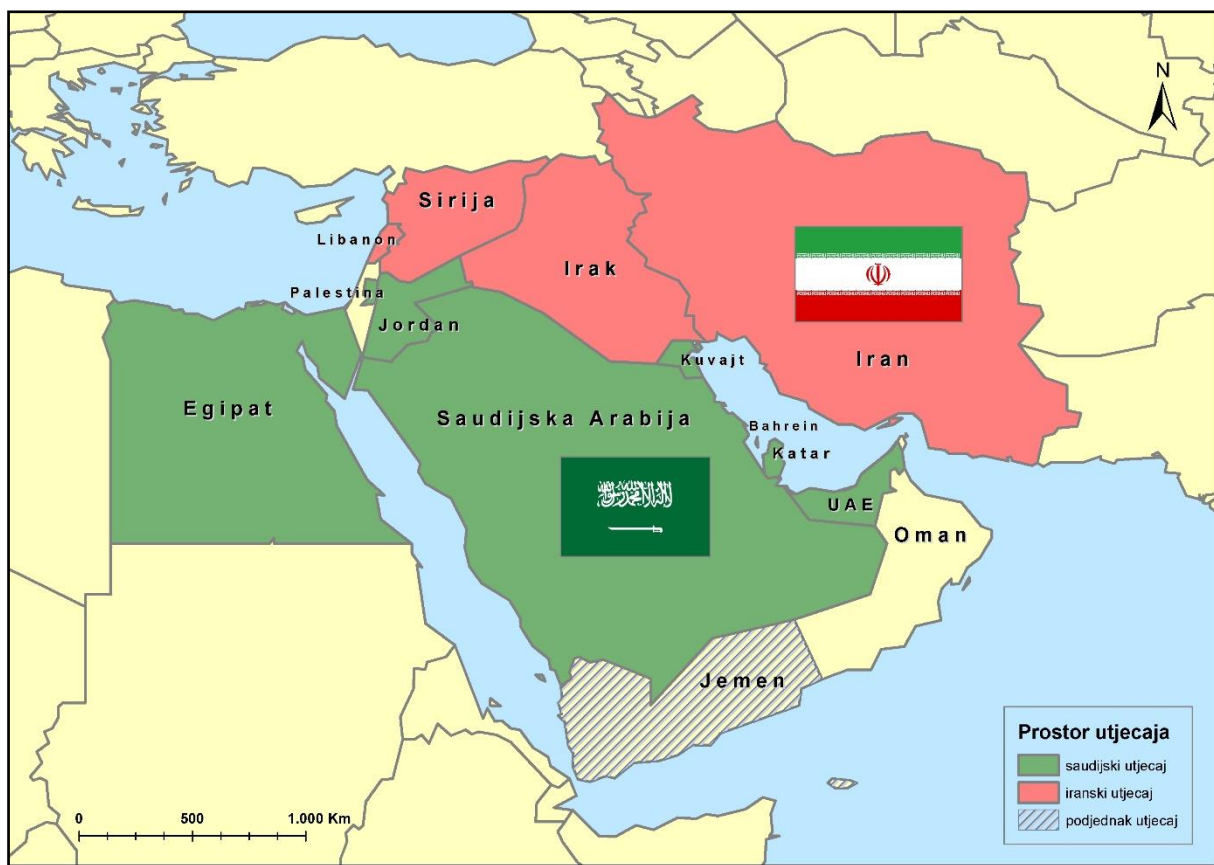 N
Sirija
Libanon
Irak
Palestina
Jordan
Kuvajt
Iran
Egipat
Saudijska Arabija
Bahrein
Katar
UAE
Oman
Jemen
Prostor utjecaja
saudijski utjecaj
iranski utjecaj
podjednak utjecaj
0 500 1.000 Km